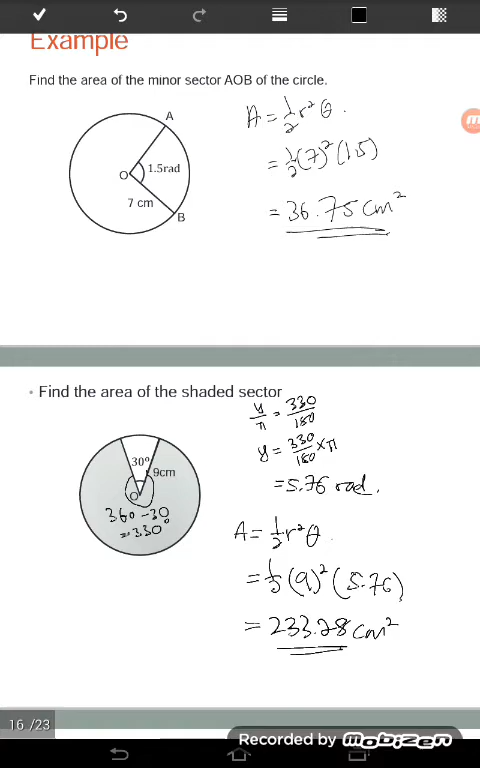 Example
Find the area of the minor sector AOB of the circle.
A
O
1.5rad
7 cm
B
A = 1/2 r² θ.
= 1/2 (7)² (1.5)
= 36.75 cm²
• Find the area of the shaded sector
30°
9cm
O
360 - 30
= 330°
y/π = 330/180
y = 330/180 × π
= 5.76 rad.
A = 1/2 r² θ
= 1/2 (9)² (5.76)
= 233.28 cm²
16 /23
Recorded by mobizen